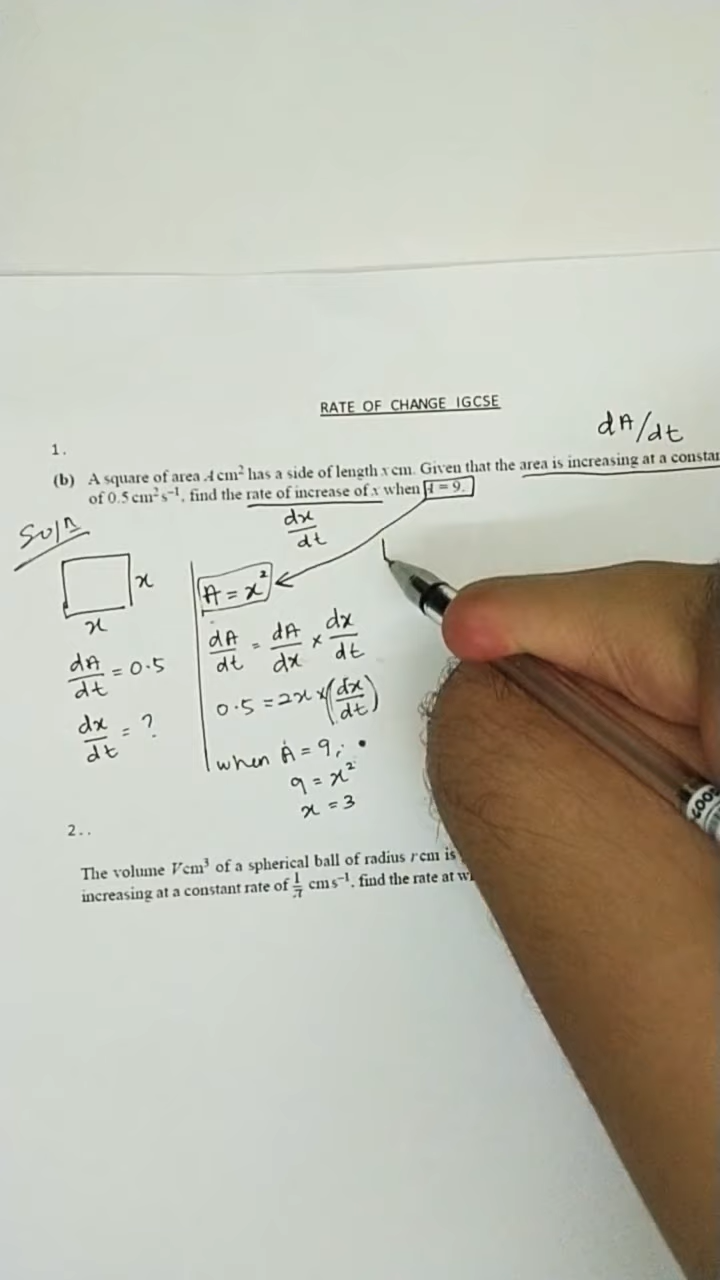 RATE OF CHANGE IGCSE
dA/dt
1.
(b) A square of area A cm² has a side of length x cm. Given that the area is increasing at a
of 0.5 cm² s⁻¹, find the rate of increase of x when A = 9.
dx/dt
Soln
x
x
dA/dt = 0.5
dx/dt = ?
A = x²
dA/dt = dA/dx × dx/dt
0.5 = 2x × (dx/dt)
when A = 9,
9 = x²
x = 3
2..
The volume V cm³ of a spherical ball of radius r cm is
increasing at a constant rate of 1/π cm s⁻¹, find the rate at